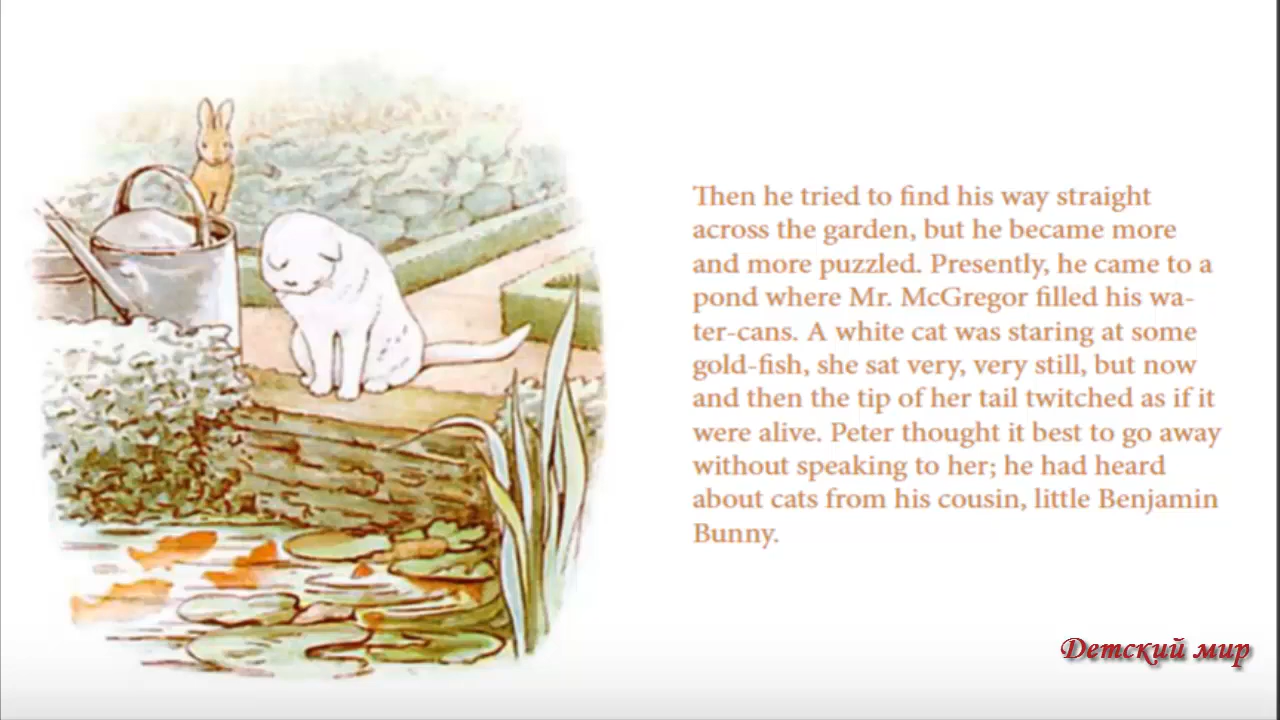 Then he tried to find his way straight
across the garden, but he became more
and more puzzled. Presently, he came to a
pond where Mr. McGregor filled his wa-
ter-cans. A white cat was staring at some
gold-fish, she sat very, very still, but now
and then the tip of her tail twitched as if it
were alive. Peter thought it best to go away
without speaking to her; he had heard
about cats from his cousin, little Benjamin
Bunny.
Детский мир